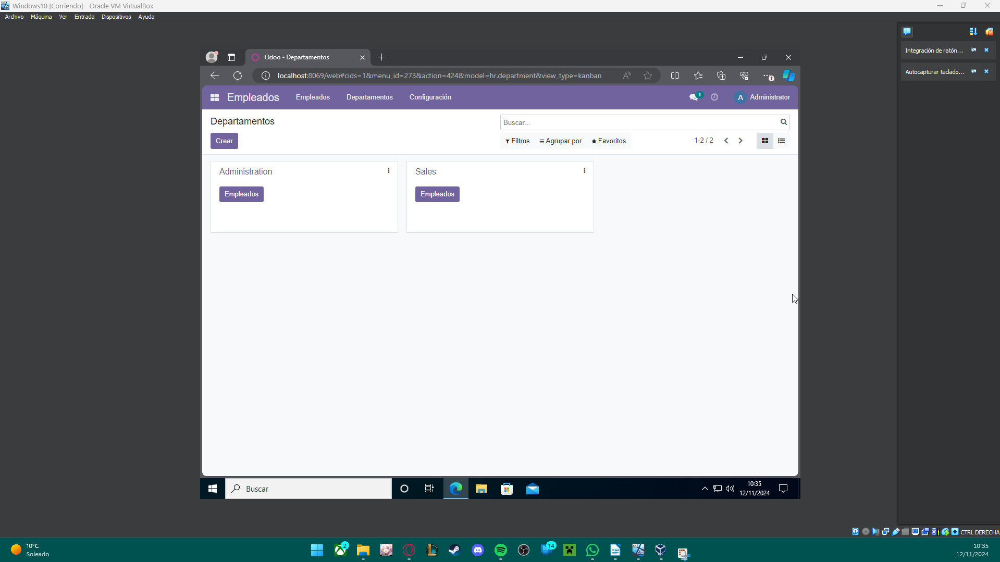 Windows10 [Corriendo] - Oracle VM VirtualBox
Archivo Máquina Ver Entrada Dispositivos Ayuda
Integración de ratón...
Autocapturar teclado...
Odoo - Departamentos
localhost:8069/web#cids=1&menu_id=273&action=424&model=hr.department&view_type=kanban
Empleados Empleados Departamentos Configuración 1 A Administrator
Departamentos
Buscar...
Crear
Filtros Agrupar por Favoritos 1-2 / 2
Administration
Empleados
Sales
Empleados
Buscar
10:35
12/11/2024
CTRL DERECHA
10°C
Soleado
2
14
10
10:35
12/11/2024